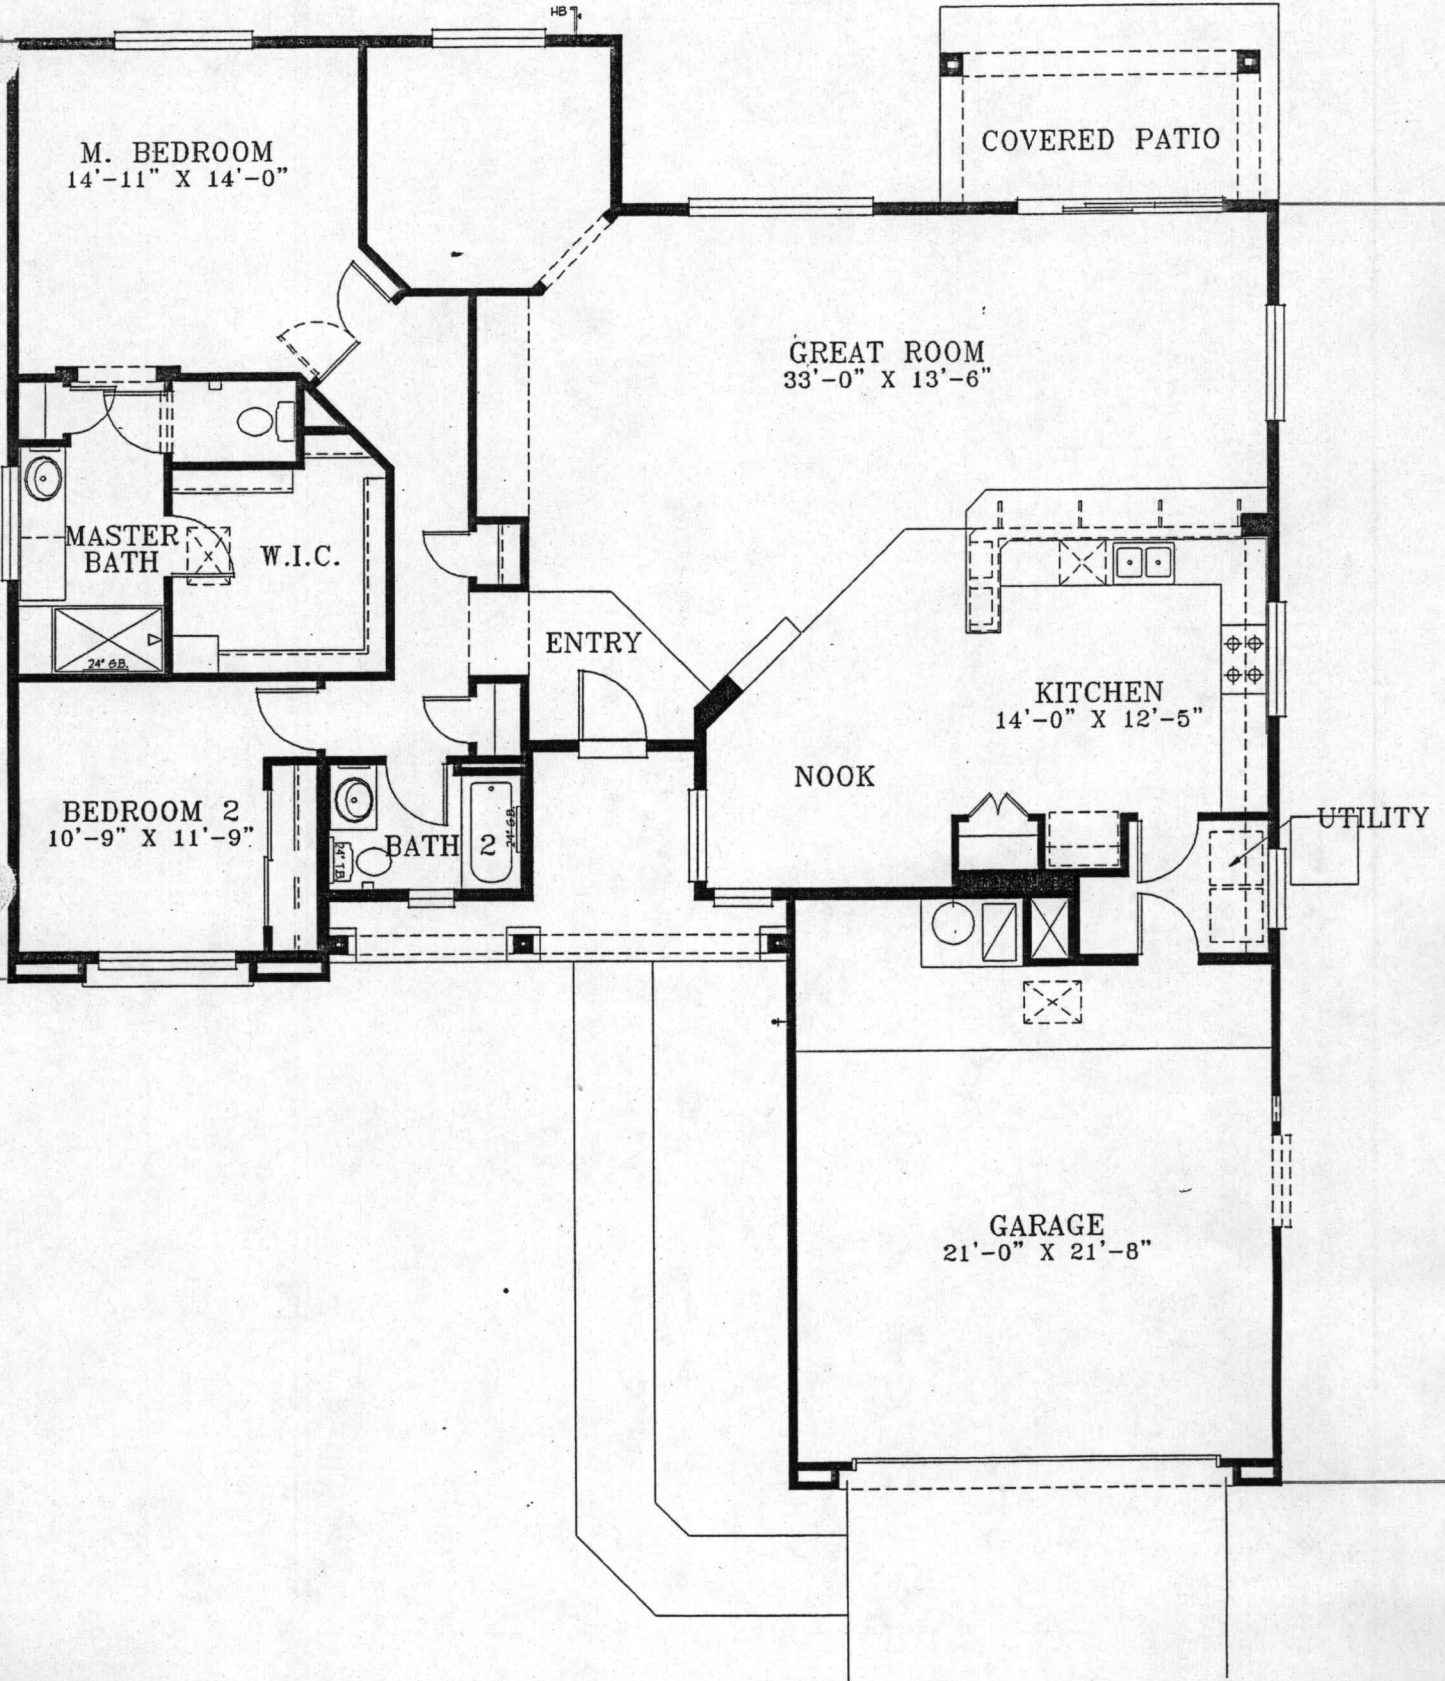 HB
M. BEDROOM
14'-11" X 14'-0"
COVERED PATIO
GREAT ROOM
33'-0" X 13'-6"
MASTER
BATH
W.I.C.
24" G.B.
ENTRY
KITCHEN
14'-0" X 12'-5"
NOOK
BEDROOM 2
10'-9" X 11'-9"
BATH 2
24" T.B.
24" G.B.
UTILITY
GARAGE
21'-0" X 21'-8"